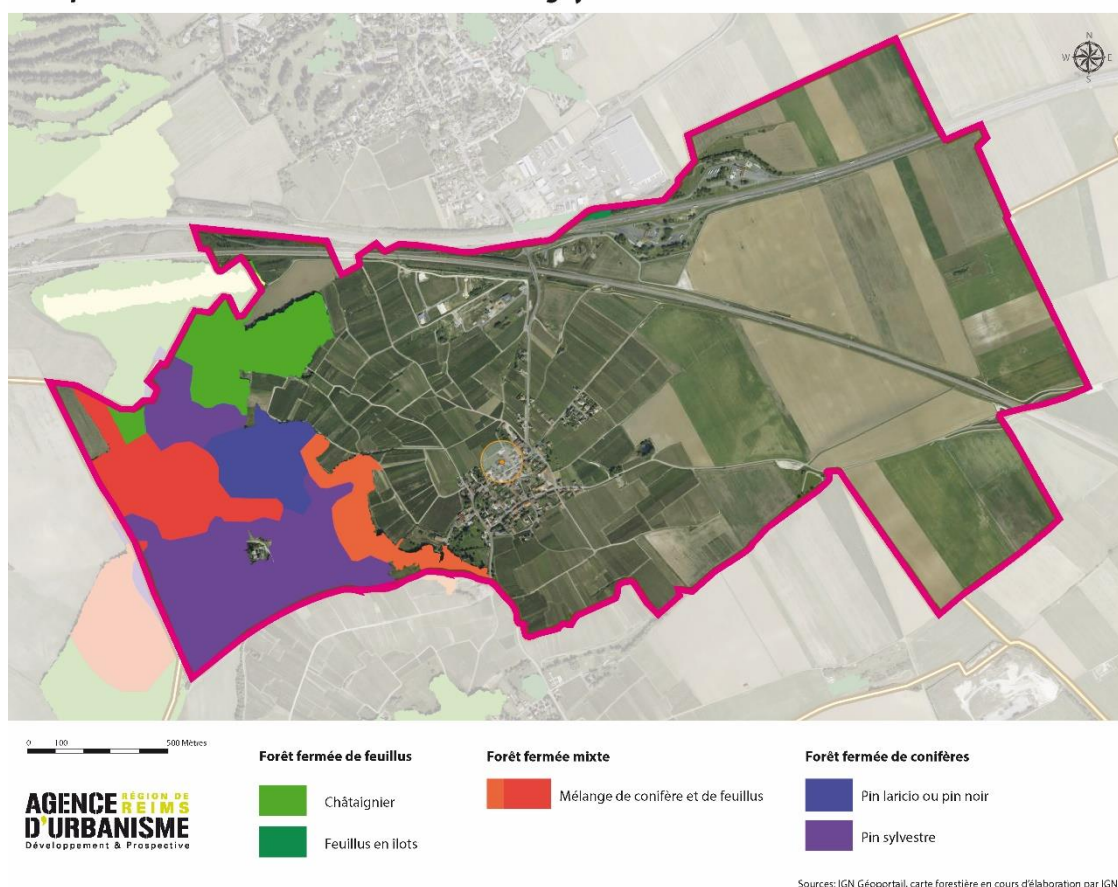 N
W E
S
0 100 500 Mètres
AGENCE RÉGION DE REIMS
D'URBANISME
Développement & Prospective
Forêt fermée de feuillus
Châtaignier
Feuillus en ilots
Forêt fermée mixte
Mélange de conifère et de feuillus
Forêt fermée de conifères
Pin laricio ou pin noir
Pin sylvestre
Sources: IGN Géoportail, carte forestière en cours d'élaboration par IGN